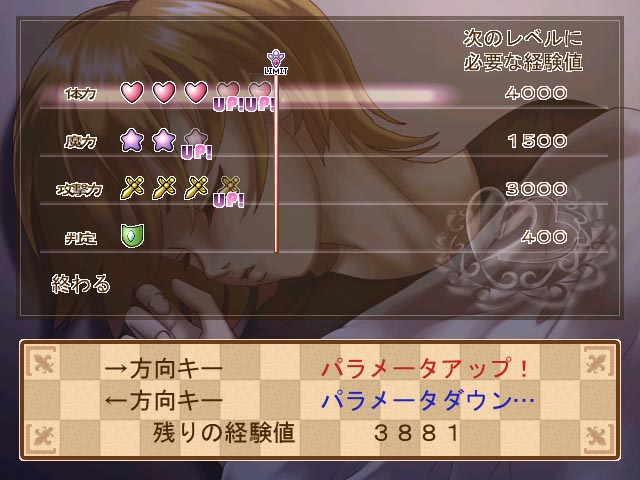 次のレベルに
必要な経験値
LIMIT
体力 UP! UP! 4000
魔力 UP! 1500
攻撃力 UP! 3000
判定 400
終わる
→方向キー パラメータアップ！
←方向キー パラメータダウン…
残りの経験値 ３８８１